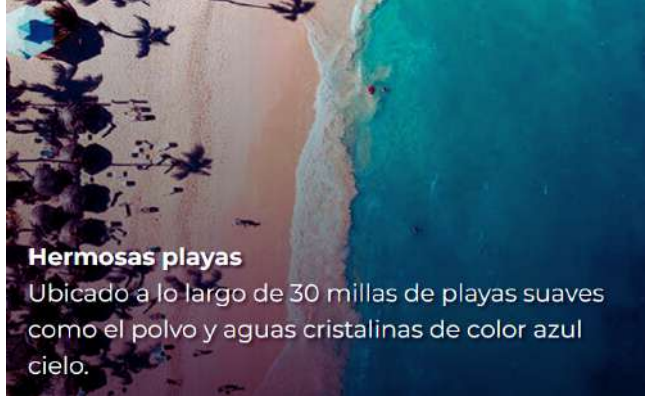 Hermosas playas
Ubicado a lo largo de 30 millas de playas suaves
como el polvo y aguas cristalinas de color azul
cielo.